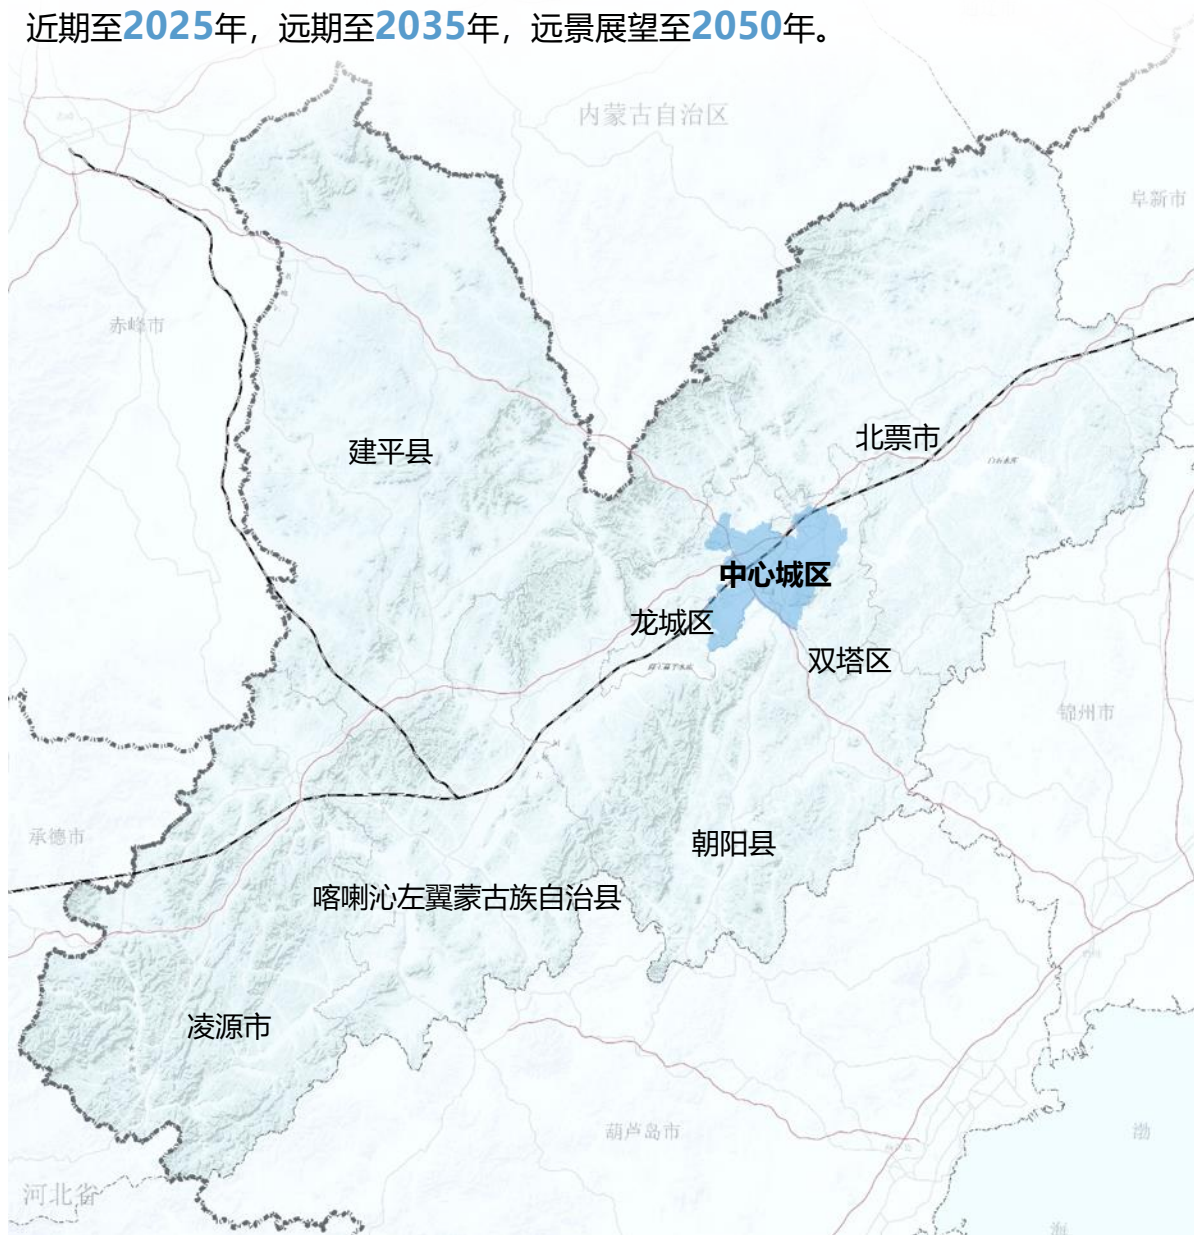 近期至2025年，远期至2035年，远景展望至2050年。
内蒙古自治区
阜新市
赤峰市
建平县
北票市
白石水库
中心城区
龙城区
双塔区
锦州市
承德市
朝阳县
喀喇沁左翼蒙古族自治县
凌源市
葫芦岛市
渤
河北省
海